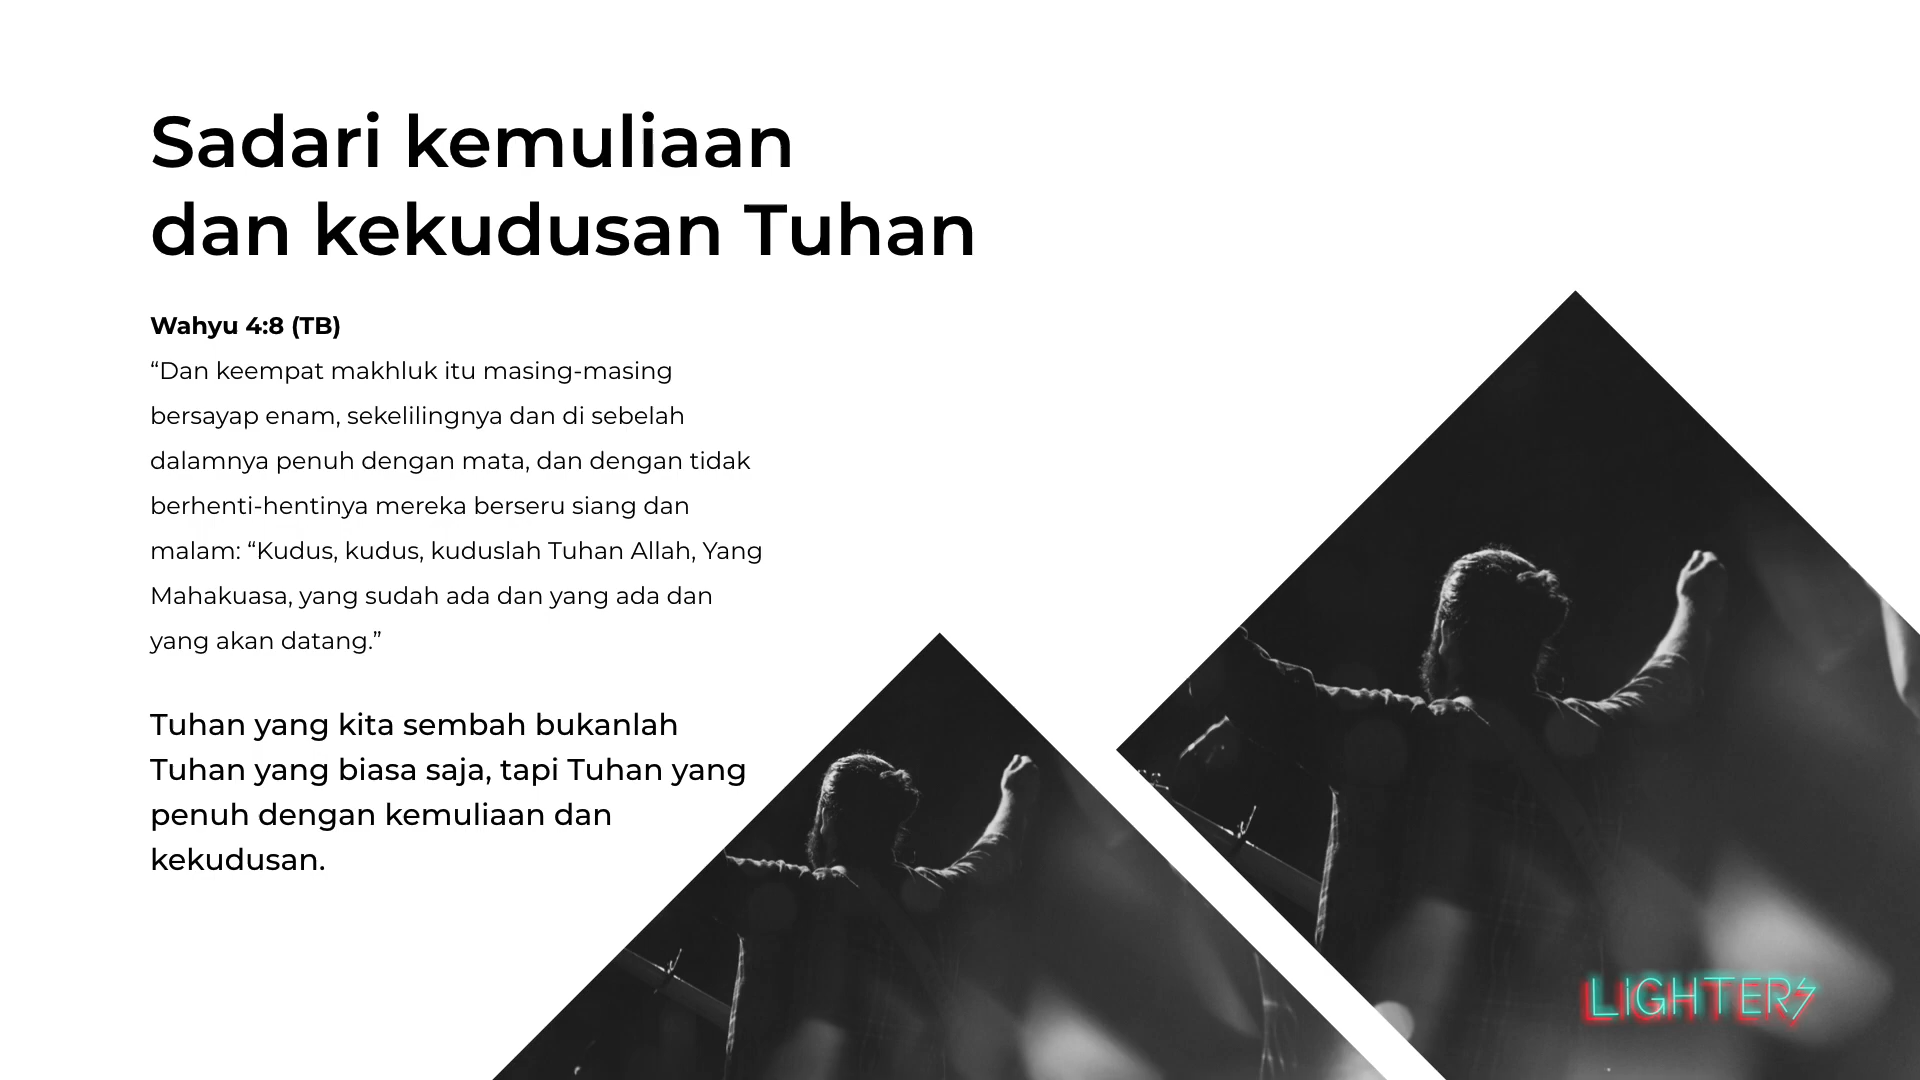 Sadari kemuliaan
dan kekudusan Tuhan
Wahyu 4:8 (TB)
“Dan keempat makhluk itu masing-masing
bersayap enam, sekelilingnya dan di sebelah
dalamnya penuh dengan mata, dan dengan tidak
berhenti-hentinya mereka berseru siang dan
malam: “Kudus, kudus, kuduslah Tuhan Allah, Yang
Mahakuasa, yang sudah ada dan yang ada dan
yang akan datang.”
Tuhan yang kita sembah bukanlah
Tuhan yang biasa saja, tapi Tuhan yang
penuh dengan kemuliaan dan
kekudusan.
LIGHTERS